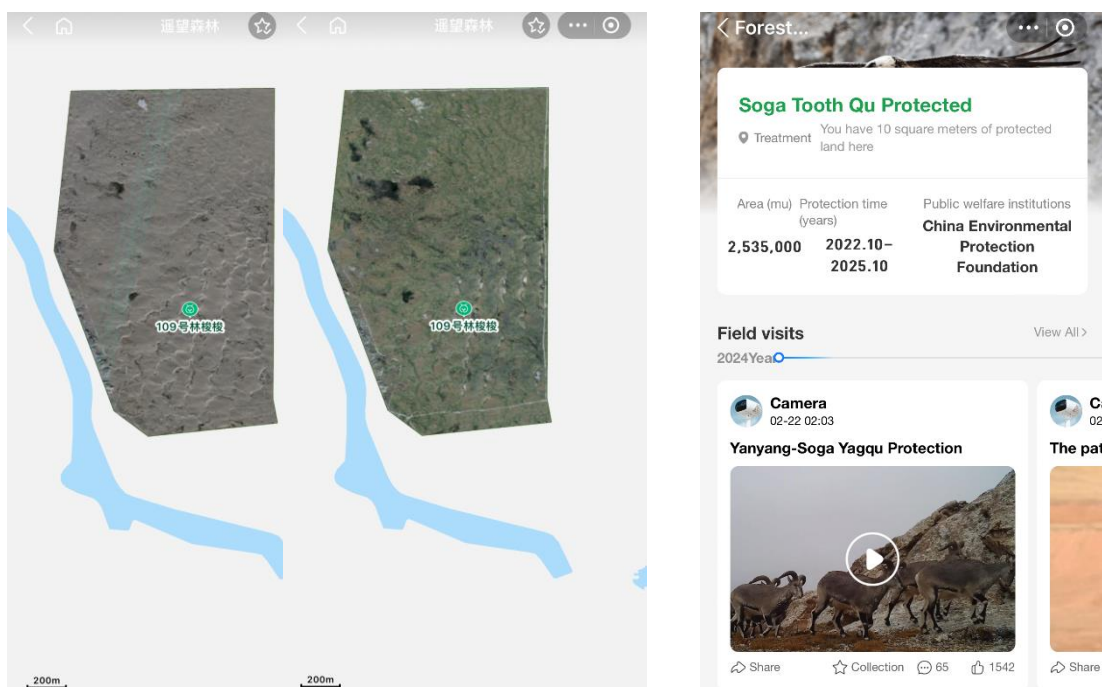 遥望森林
109号林梭梭
200m
遥望森林
109号林梭梭
200m
Forest...
Soga Tooth Qu Protected
Treatment
You have 10 square meters of protected
land here
Area (mu)
2,535,000
Protection time
(years)
2022.10–
2025.10
Public welfare institutions
China Environmental
Protection
Foundation
Field visits
View All >
2024Year
Camera
02-22 02:03
Yanyang-Soga Yagqu Protection
Share
Collection
65
1542
C
02
The pat
Share